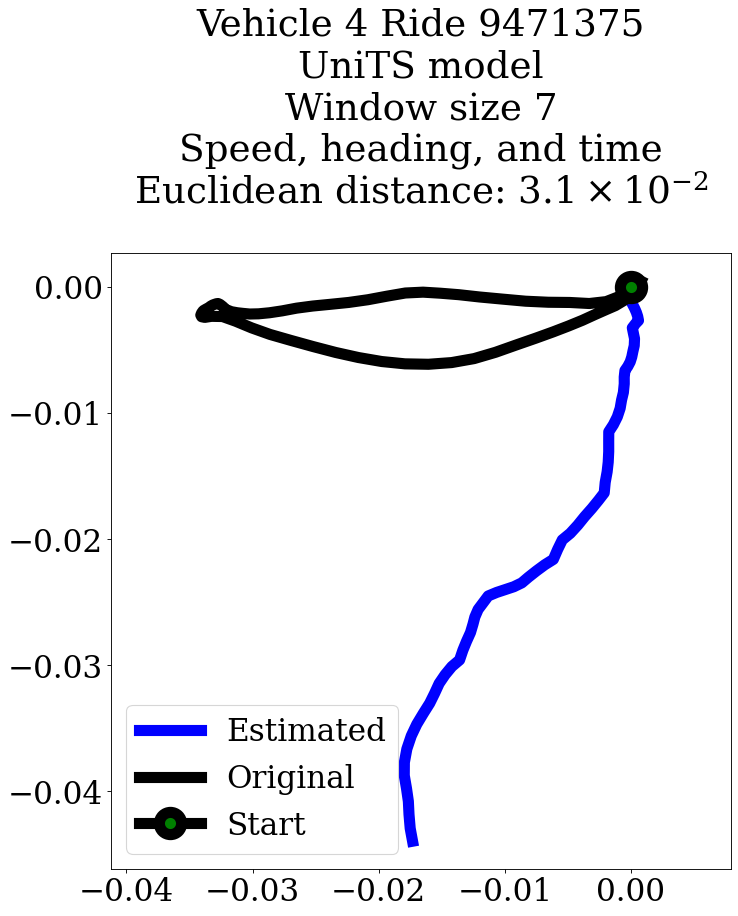 Vehicle 4 Ride 9471375
UniTS model
Window size 7
Speed, heading, and time
Euclidean distance: 3.1 × 10⁻²
0.00
−0.01
−0.02
−0.03
−0.04
Estimated
Original
Start
−0.04 −0.03 −0.02 −0.01 0.00